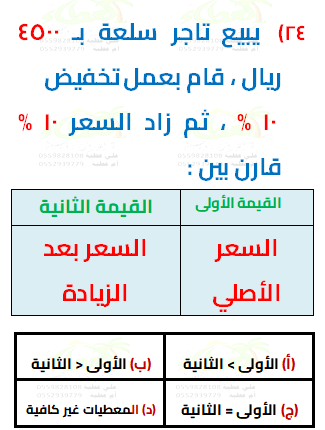 ٢٤) يبيع تاجر سلعة بـ ٤٥٠٠
ريال ، قام بعمل تخفيض
١٠ % ، ثم زاد السعر ١٠ %
قارن بين :
القيمة الأولى القيمة الثانية
السعر الأصلي السعر بعد الزيادة
(أ) الأولى > الثانية (ب) الأولى < الثانية
(ج) الأولى = الثانية (د) المعطيات غير كافية